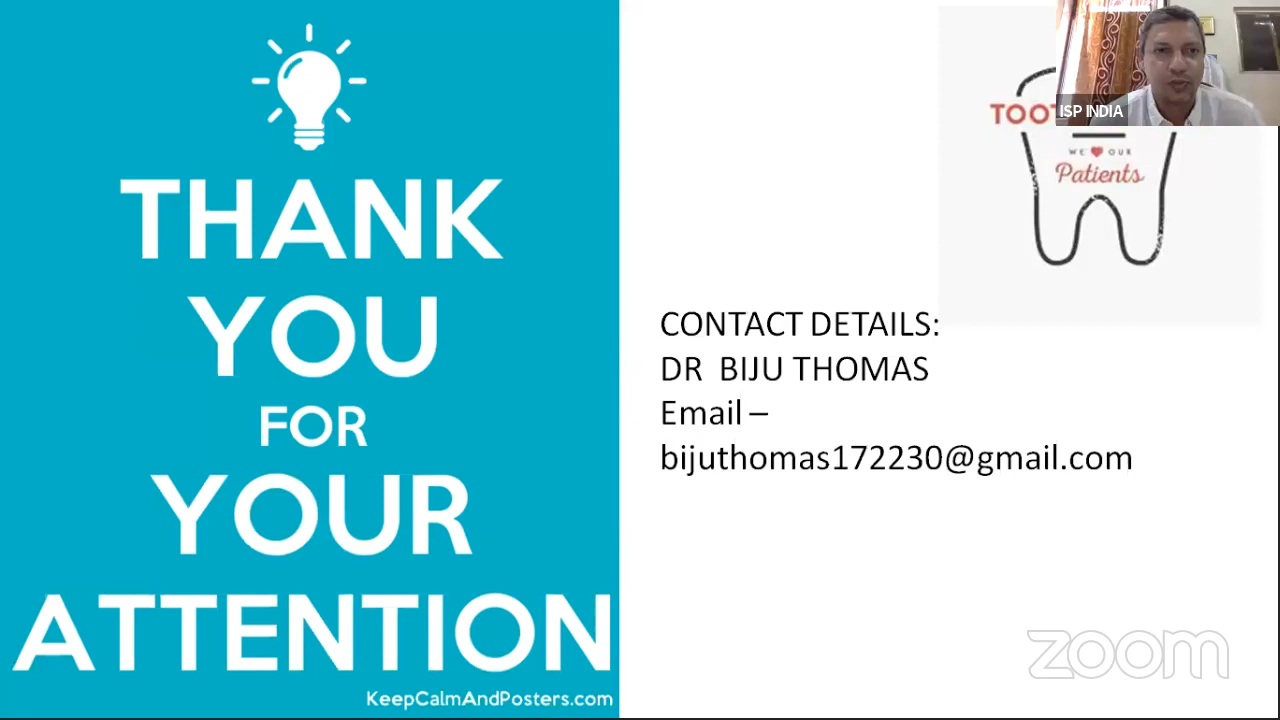 THANK
YOU
FOR
YOUR
ATTENTION
KeepCalmAndPosters.com
ISP INDIA
WE OUR
Patients
CONTACT DETAILS:
DR BIJU THOMAS
Email –
bijuthomas172230@gmail.com
zoom